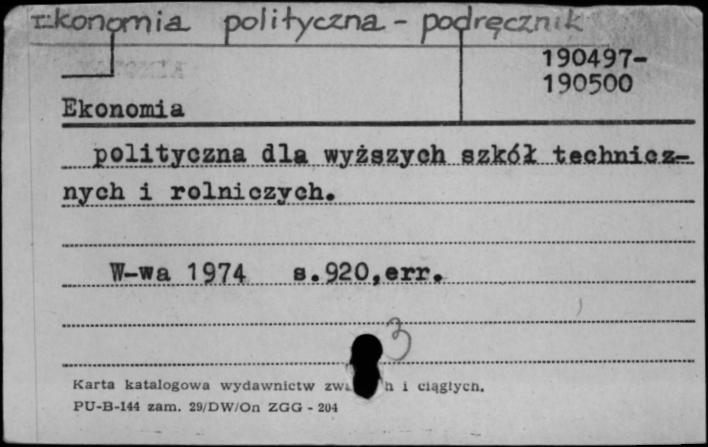 Ekonomia polityczna - podręcznik
190497-
190500
Ekonomia
polityczna dla wyższych szkół technicz-
nych i rolniczych.
W-wa 1974 s.920,err.
3
Karta katalogowa wydawnictw i ciągłych.
PU-B-144 zam. 29/DW/On ZGG - 204